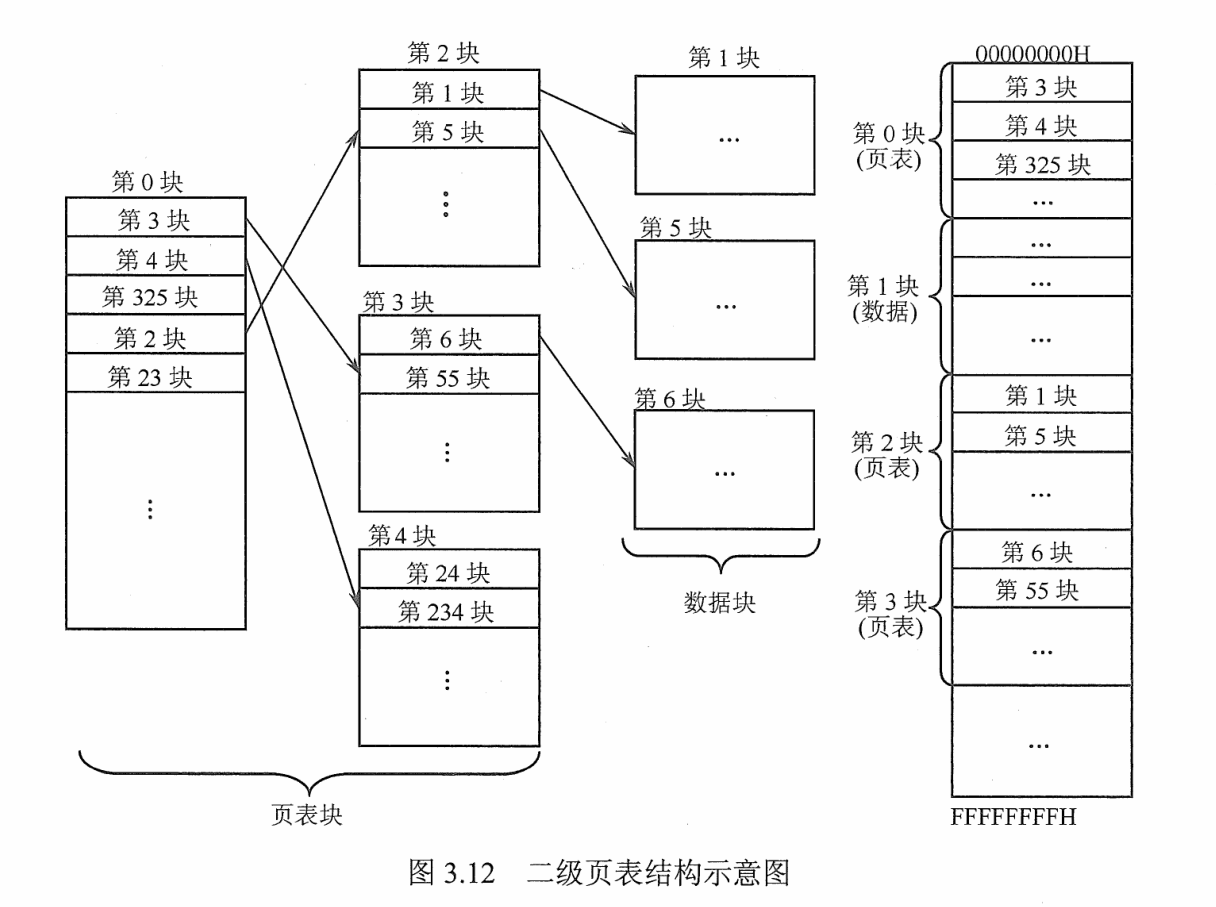 第 0 块
第 3 块
第 4 块
第 325 块
第 2 块
第 23 块
⋮
第 2 块
第 1 块
第 5 块
⋮
第 3 块
第 6 块
第 55 块
⋮
第 4 块
第 24 块
第 234 块
⋮
页表块
第 1 块
...
第 5 块
...
第 6 块
...
数据块
00000000H
第 0 块
(页表)
第 3 块
第 4 块
第 325 块
...
第 1 块
(数据)
...
...
...
第 2 块
(页表)
第 1 块
第 5 块
...
第 3 块
(页表)
第 6 块
第 55 块
...
...
FFFFFFFFH
图 3.12 二级页表结构示意图